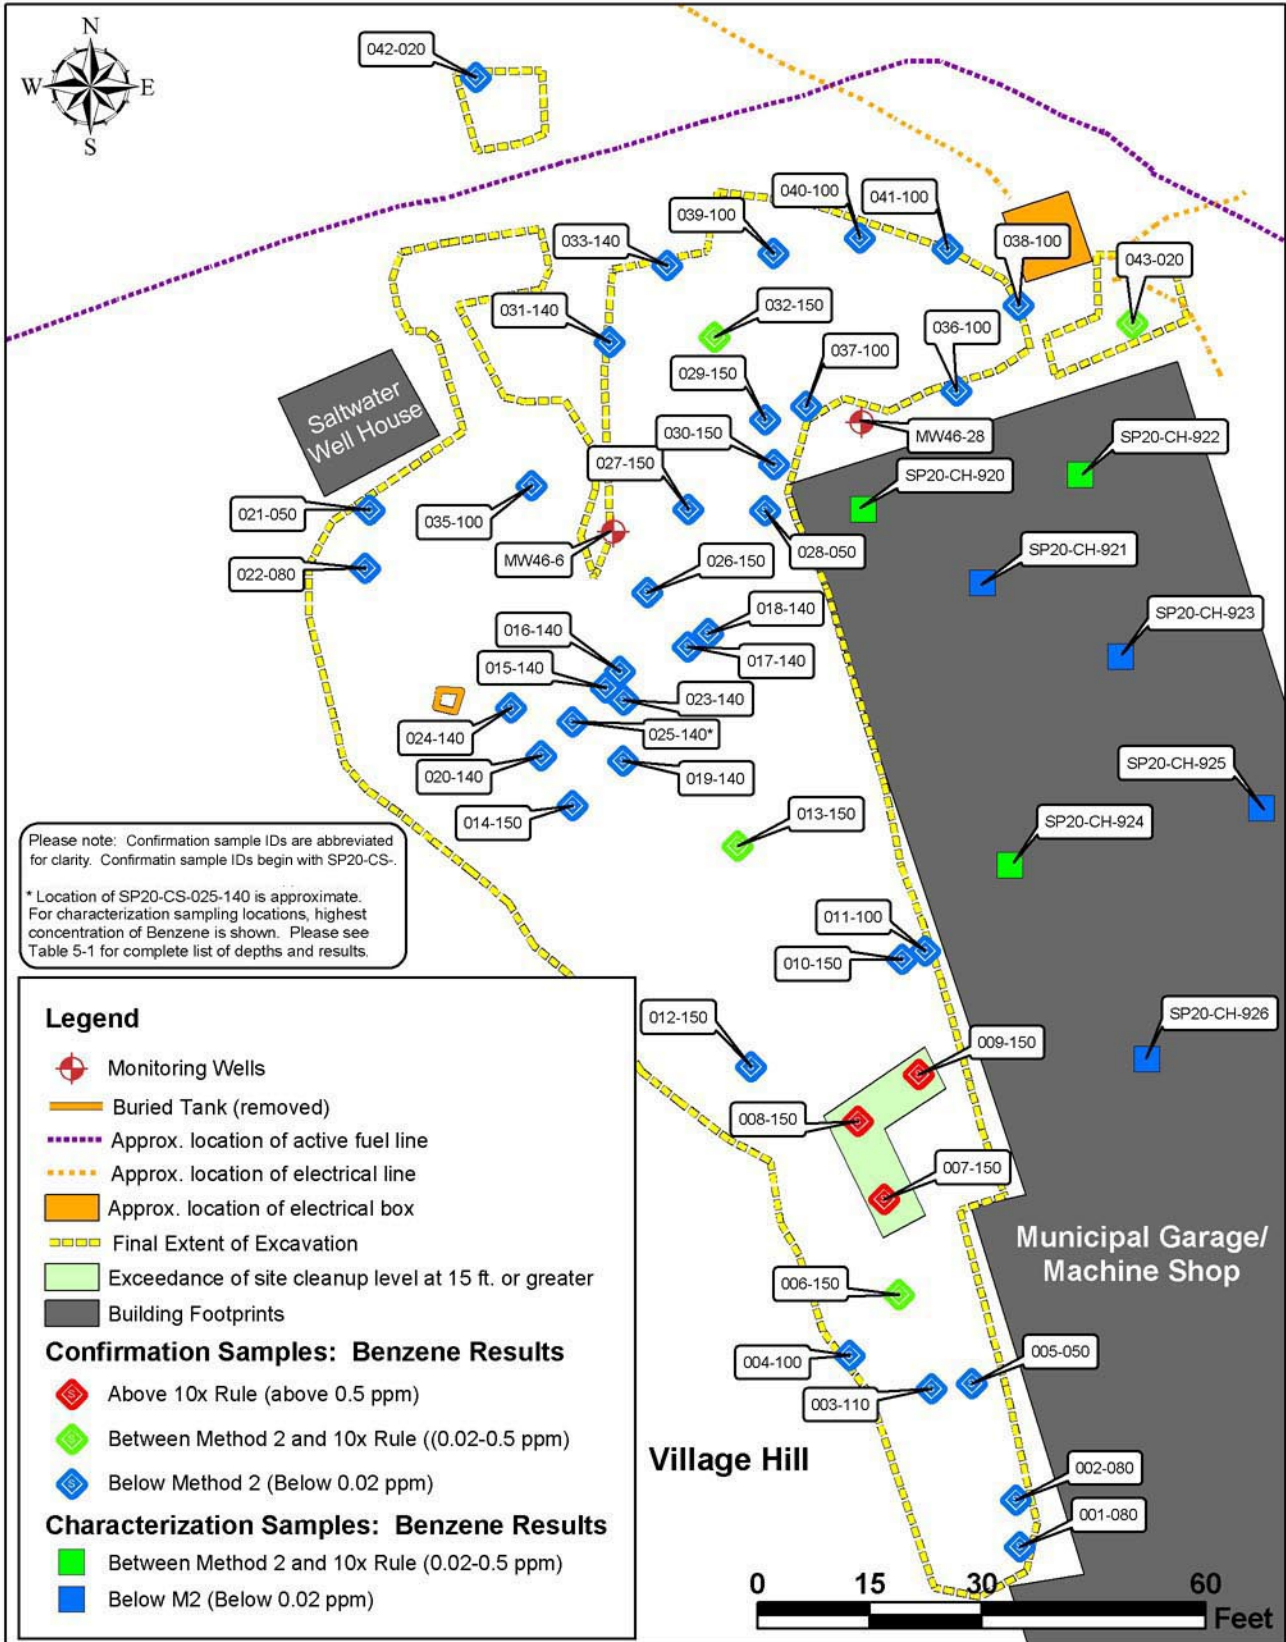 N
W E
S
042-020
040-100
041-100
039-100
033-140
038-100
043-020
031-140
032-150
037-100
036-100
029-150
Saltwater
Well House
030-150
MW46-28
SP20-CH-922
027-150
SP20-CH-920
021-050
035-100
028-050
SP20-CH-921
MW46-6
026-150
022-080
018-140
SP20-CH-923
016-140
017-140
015-140
023-140
024-140
025-140*
020-140
019-140
SP20-CH-925
014-150
013-150
SP20-CH-924
Please note: Confirmation sample IDs are abbreviated
for clarity. Confirmatin sample IDs begin with SP20-CS-.
* Location of SP20-CS-025-140 is approximate.
For characterization sampling locations, highest
concentration of Benzene is shown. Please see
Table 5-1 for complete list of depths and results.
011-100
010-150
012-150
SP20-CH-926
009-150
008-150
007-150
Municipal Garage/
Machine Shop
006-150
004-100
005-050
003-110
Village Hill
002-080
001-080
Legend
Monitoring Wells
Buried Tank (removed)
Approx. location of active fuel line
Approx. location of electrical line
Approx. location of electrical box
Final Extent of Excavation
Exceedance of site cleanup level at 15 ft. or greater
Building Footprints
Confirmation Samples: Benzene Results
Above 10x Rule (above 0.5 ppm)
Between Method 2 and 10x Rule ((0.02-0.5 ppm)
Below Method 2 (Below 0.02 ppm)
Characterization Samples: Benzene Results
Between Method 2 and 10x Rule (0.02-0.5 ppm)
Below M2 (Below 0.02 ppm)
0 15 30 60
Feet